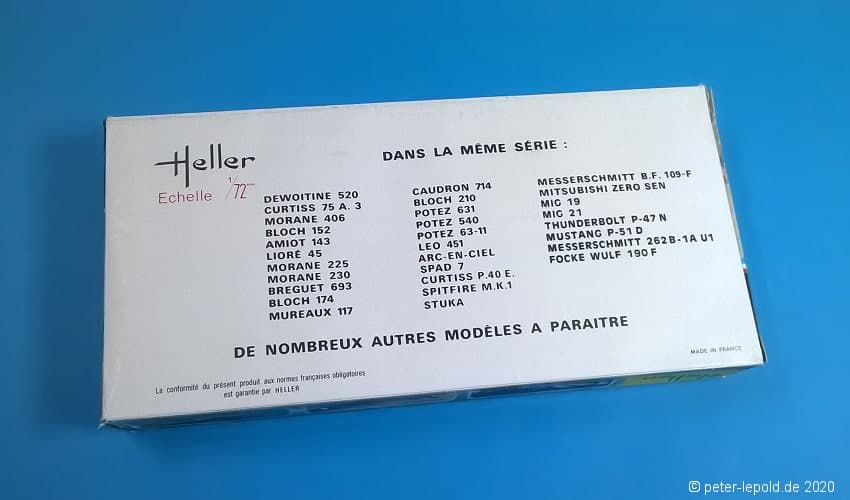 Heller
Echelle 1/72ème
DANS LA MÊME SÉRIE :
DEWOITINE 520
CURTISS 75 A. 3
MORANE 406
BLOCH 152
AMIOT 143
LIORÉ 45
MORANE 225
MORANE 230
BREGUET 693
BLOCH 174
MUREAUX 117
CAUDRON 714
BLOCH 210
POTEZ 631
POTEZ 540
POTEZ 63-11
LEO 451
ARC-EN-CIEL
SPAD 7
CURTISS P.40 E.
SPITFIRE M.K.1
STUKA
MESSERSCHMITT B.F. 109-F
MITSUBISHI ZERO SEN
MIG 19
MIG 21
THUNDERBOLT P-47 N
MUSTANG P-51 D
MESSERSCHMITT 262B-1A U1
FOCKE WULF 190 F
DE NOMBREUX AUTRES MODÈLES A PARAITRE
MADE IN FRANCE
La conformité du présent produit aux normes françaises obligatoires
est garantie par HELLER
© peter-lepold.de 2020